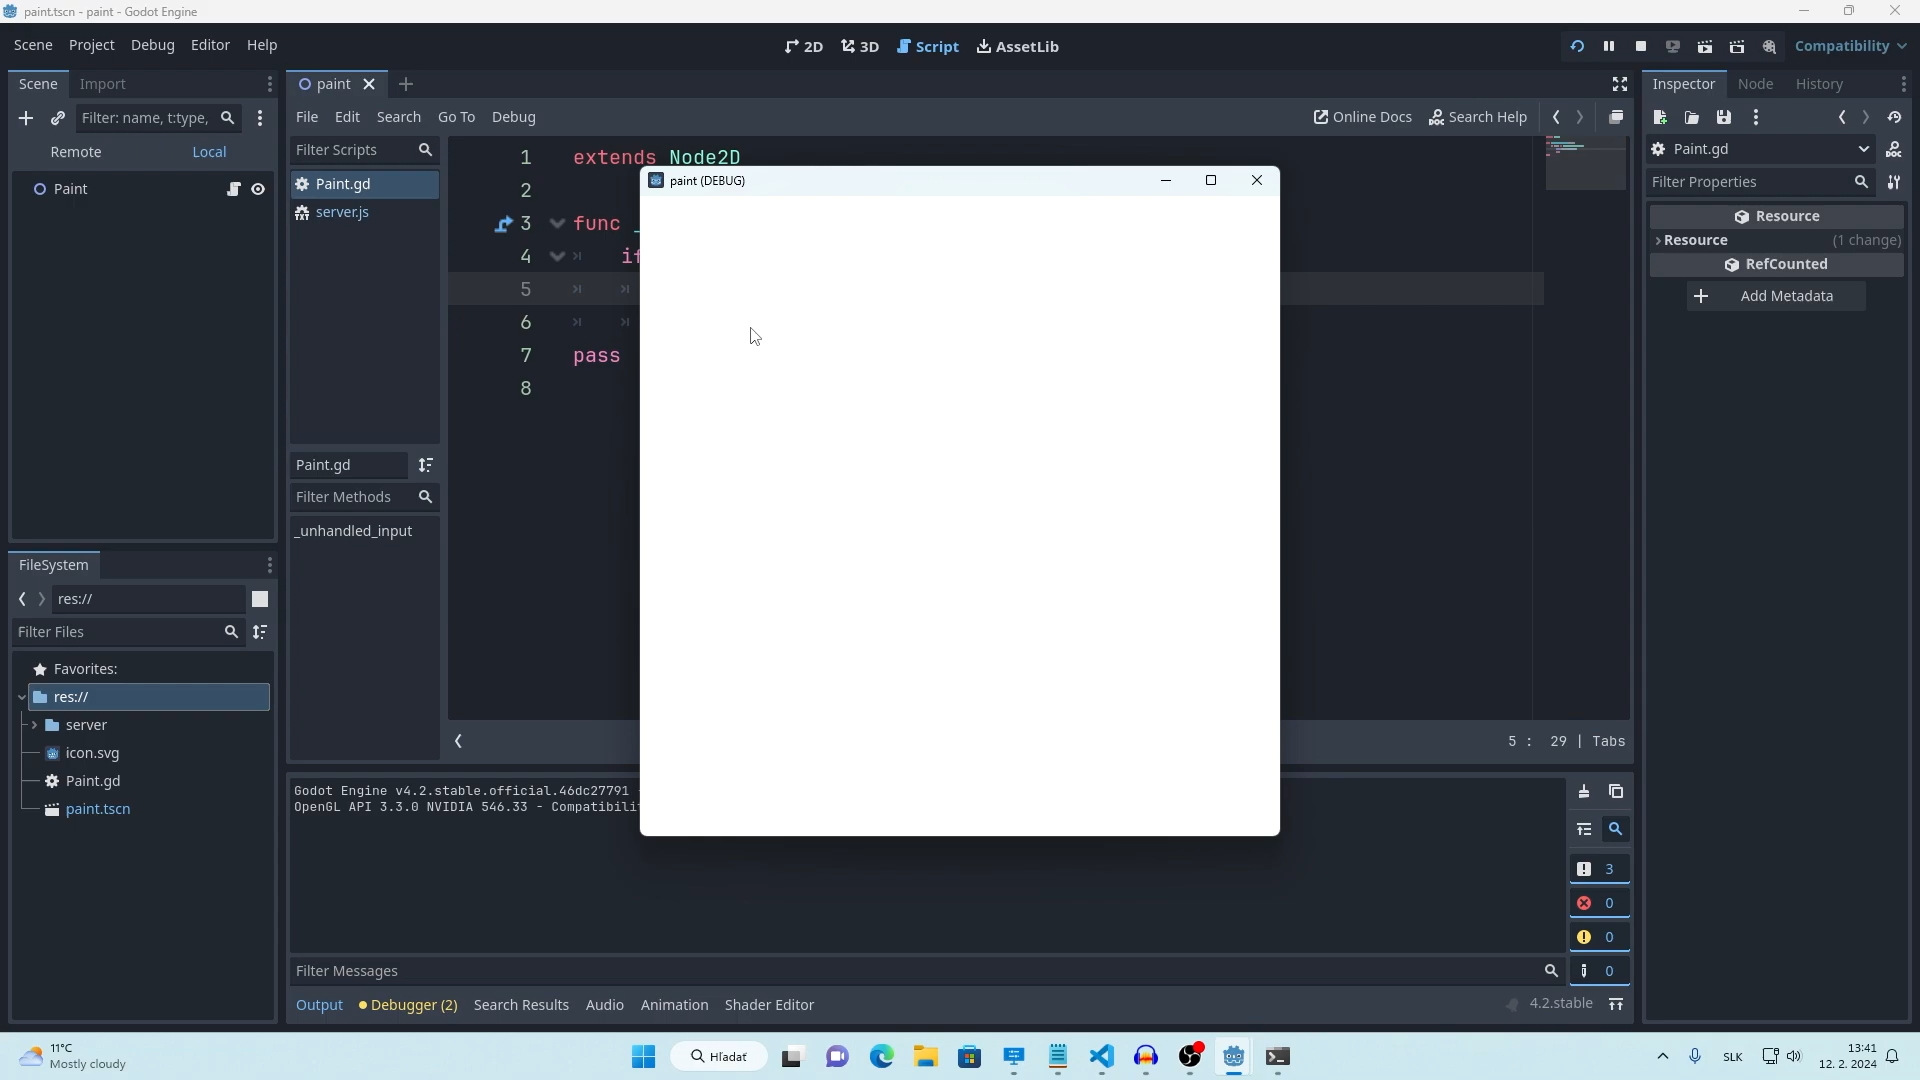 paint.tscn - paint - Godot Engine
Scene Project Debug Editor Help
2D 3D Script AssetLib
Compatibility
Scene Import
paint
Inspector Node History
Filter: name, t:type,
File Edit Search Go To Debug
Online Docs Search Help
Remote Local
Filter Scripts
Paint.gd
Paint
Paint.gd
server.js
Filter Properties
Resource
Resource (1 change)
RefCounted
Add Metadata
1 extends Node2D
2
3 func _
4 if
5
6
7 pass
8
paint (DEBUG)
Paint.gd
Filter Methods
_unhandled_input
FileSystem
res://
Filter Files
Favorites:
res://
server
icon.svg
Paint.gd
paint.tscn
5 : 29 | Tabs
Godot Engine v4.2.stable.official.46dc27791
OpenGL API 3.3.0 NVIDIA 546.33 - Compatibili
3
0
0
0
Filter Messages
Output Debugger (2) Search Results Audio Animation Shader Editor
4.2.stable
11°C
Mostly cloudy
Hľadať
SLK
13:41
12. 2. 2024